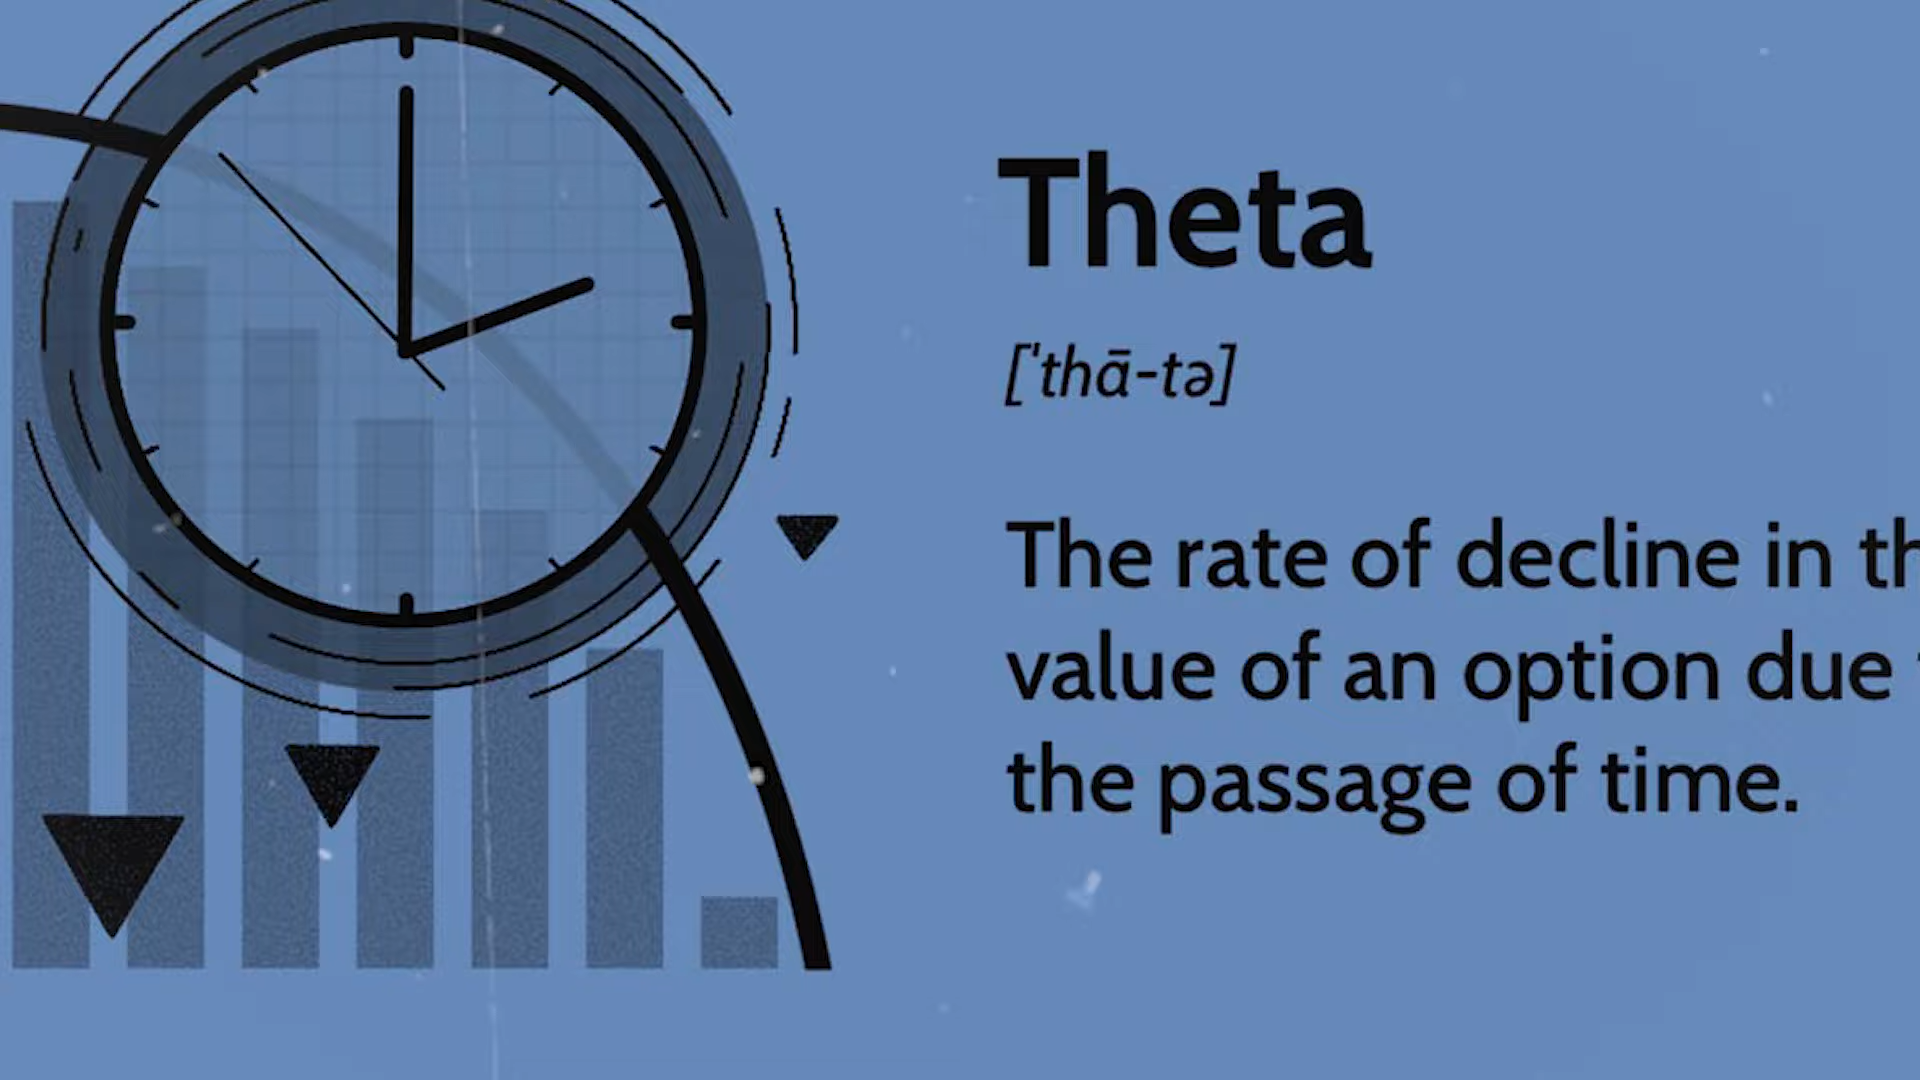 Theta
['thā-tə]
The rate of decline in th
value of an option due
the passage of time.